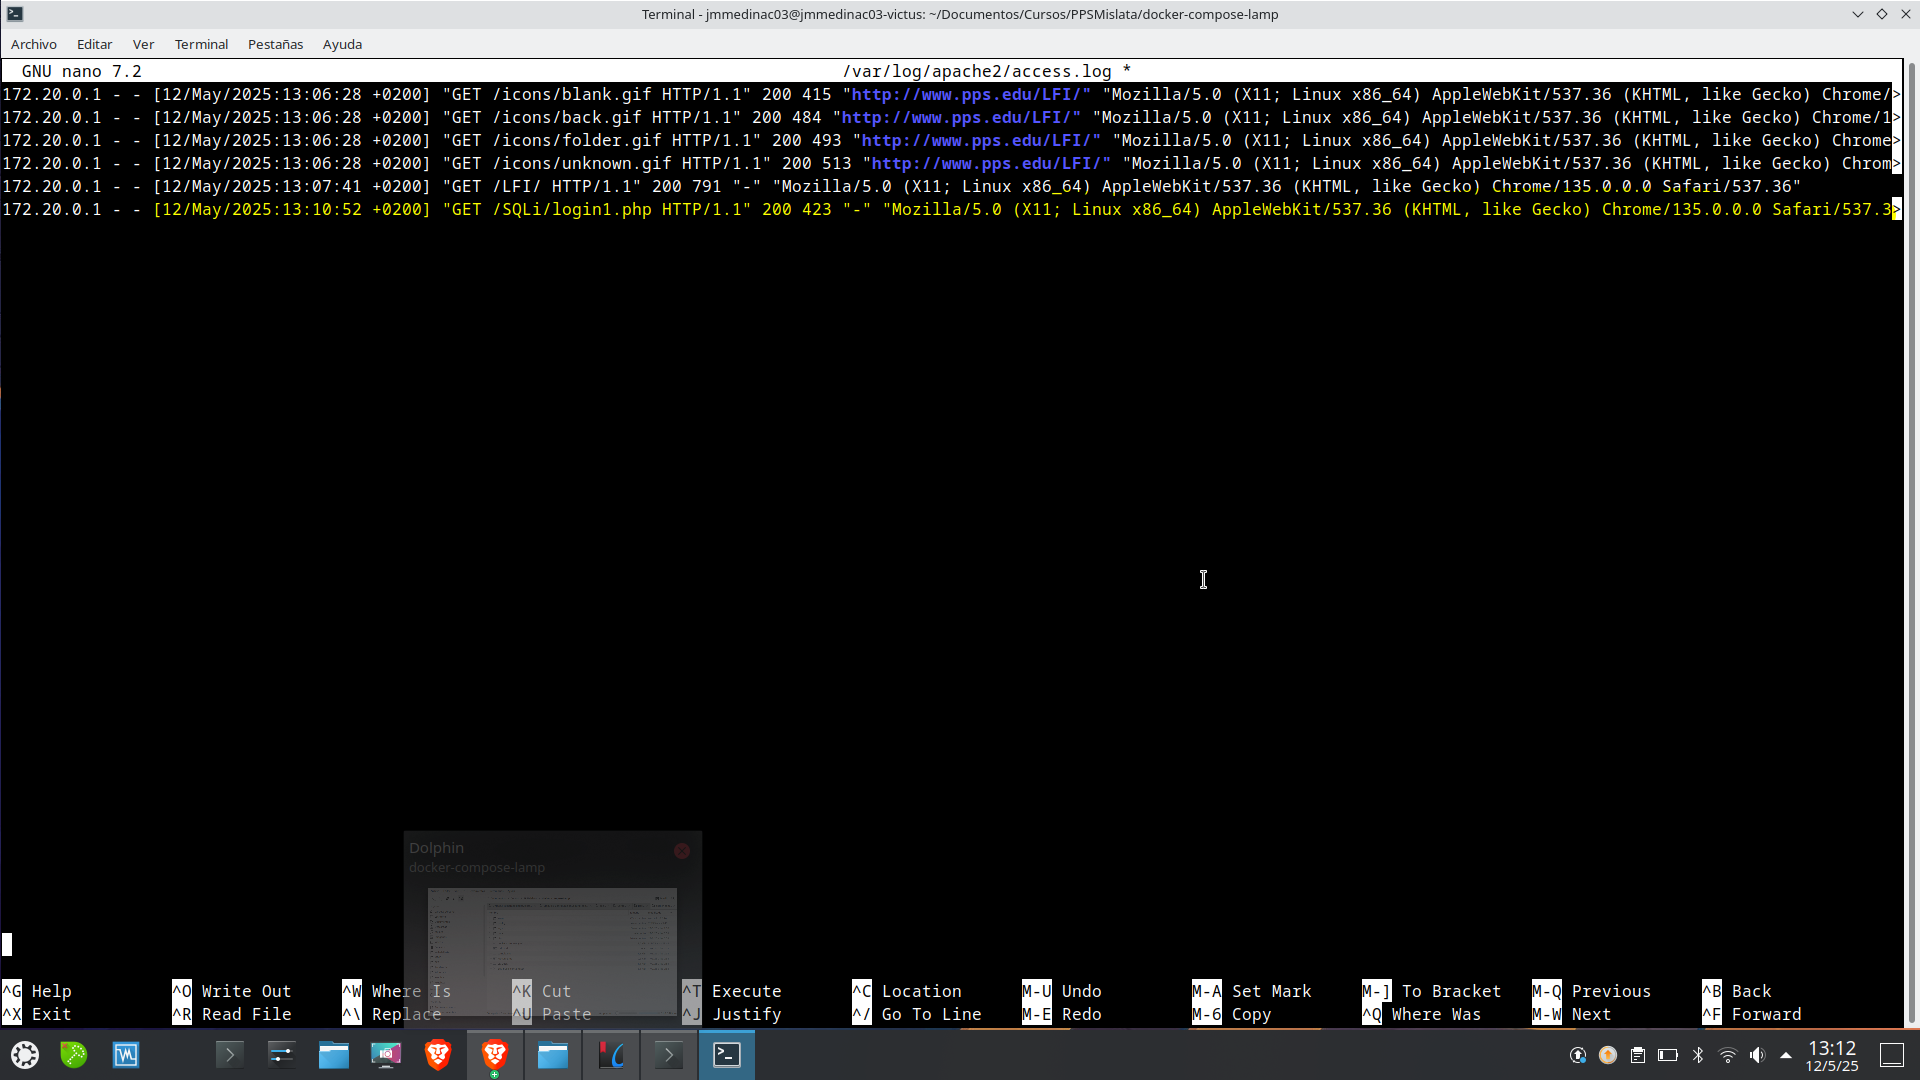 Terminal - jmmedinac03@jmmedinac03-victus: ~/Documentos/Cursos/PPSMislata/docker-compose-lamp
Archivo Editar Ver Terminal Pestañas Ayuda
GNU nano 7.2 /var/log/apache2/access.log *
172.20.0.1 - - [12/May/2025:13:06:28 +0200] "GET /icons/blank.gif HTTP/1.1" 200 415 "http://www.pps.edu/LFI/" "Mozilla/5.0 (X11; Linux x86_64) AppleWebKit/537.36 (KHTML, like Gecko) Chrome/>
172.20.0.1 - - [12/May/2025:13:06:28 +0200] "GET /icons/back.gif HTTP/1.1" 200 484 "http://www.pps.edu/LFI/" "Mozilla/5.0 (X11; Linux x86_64) AppleWebKit/537.36 (KHTML, like Gecko) Chrome/1>
172.20.0.1 - - [12/May/2025:13:06:28 +0200] "GET /icons/folder.gif HTTP/1.1" 200 493 "http://www.pps.edu/LFI/" "Mozilla/5.0 (X11; Linux x86_64) AppleWebKit/537.36 (KHTML, like Gecko) Chrome>
172.20.0.1 - - [12/May/2025:13:06:28 +0200] "GET /icons/unknown.gif HTTP/1.1" 200 513 "http://www.pps.edu/LFI/" "Mozilla/5.0 (X11; Linux x86_64) AppleWebKit/537.36 (KHTML, like Gecko) Chrom>
172.20.0.1 - - [12/May/2025:13:07:41 +0200] "GET /LFI/ HTTP/1.1" 200 791 "-" "Mozilla/5.0 (X11; Linux x86_64) AppleWebKit/537.36 (KHTML, like Gecko) Chrome/135.0.0.0 Safari/537.36"
172.20.0.1 - - [12/May/2025:13:10:52 +0200] "GET /SQLi/login1.php HTTP/1.1" 200 423 "-" "Mozilla/5.0 (X11; Linux x86_64) AppleWebKit/537.36 (KHTML, like Gecko) Chrome/135.0.0.0 Safari/537.3>
Dolphin
docker-compose-lamp
^G Help ^O Write Out ^W Where Is ^K Cut ^T Execute ^C Location M-U Undo M-A Set Mark M-] To Bracket M-Q Previous ^B Back
^X Exit ^R Read File ^\ Replace ^U Paste ^J Justify ^/ Go To Line M-E Redo M-6 Copy ^Q Where Was M-W Next ^F Forward
13:12
12/5/25